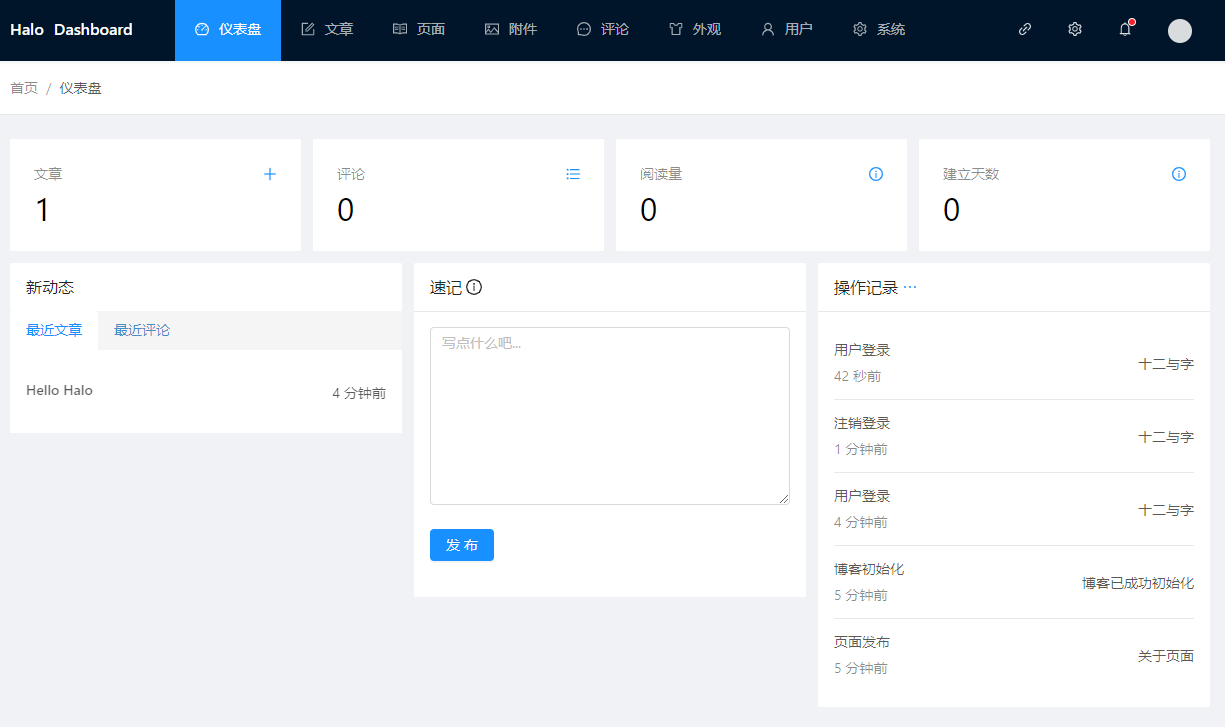 Halo Dashboard 仪表盘 文章 页面 附件 评论 外观 用户 系统
首页 / 仪表盘
文章
1
评论
0
阅读量
0
建立天数
0
新动态
最近文章 最近评论
Hello Halo 4 分钟前
速记
写点什么吧...
发 布
操作记录 ···
用户登录
42 秒前
十二与字
注销登录
1 分钟前
十二与字
用户登录
4 分钟前
十二与字
博客初始化
5 分钟前
博客已成功初始化
页面发布
5 分钟前
关于页面